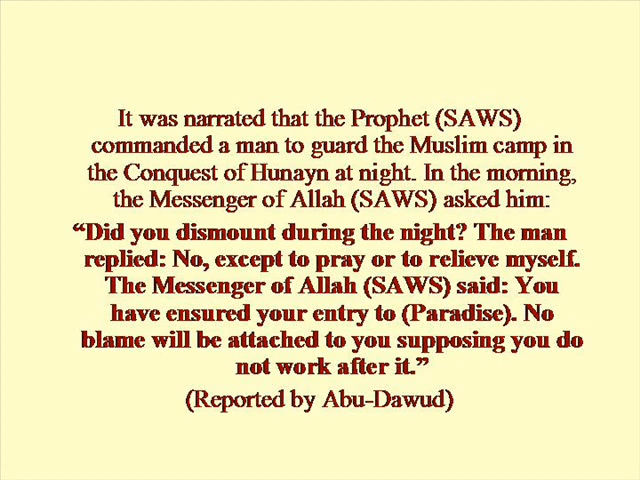 It was narrated that the Prophet (SAWS)
commanded a man to guard the Muslim camp in
the Conquest of Hunayn at night. In the morning,
the Messenger of Allah (SAWS) asked him:
“Did you dismount during the night? The man
replied: No, except to pray or to relieve myself.
The Messenger of Allah (SAWS) said: You
have ensured your entry to (Paradise). No
blame will be attached to you supposing you do
not work after it.”
(Reported by Abu-Dawud)